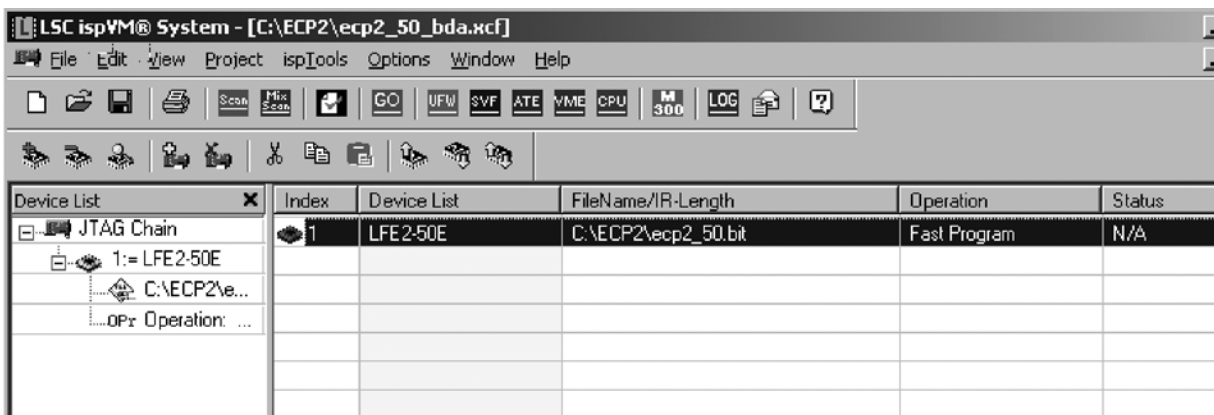 LSC ispVM® System - [C:\ECP2\ecp2_50_bda.xcf]
File Edit View Project ispTools Options Window Help
Scan Mix Scan GO UFW SVF ATE VME CPU M 300 LOG
Device List Index Device List FileName/IR-Length Operation Status
JTAG Chain 1 LFE2-50E C:\ECP2\ecp2_50.bit Fast Program N/A
1:= LFE2-50E
C:\ECP2\e...
OPr Operation: ...